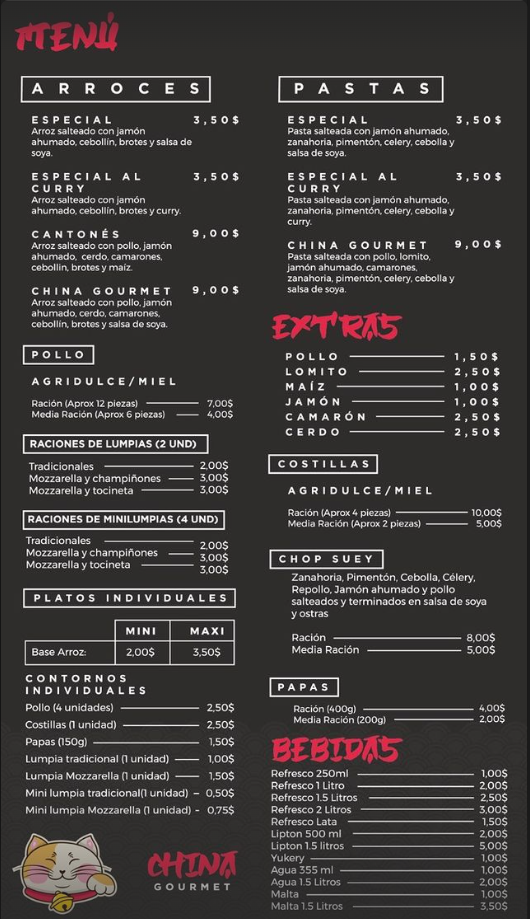 MENÚ
ARROCES
ESPECIAL 3,50$
Arroz salteado con jamón
ahumado, cebollín, brotes y salsa de
soya.
ESPECIAL AL 3,50$
CURRY
Arroz salteado con jamón
ahumado, cebollín, brotes y curry.
CANTONÉS 9,00$
Arroz salteado con pollo, jamón
ahumado, cerdo, camarones,
cebollín, brotes y maíz.
CHINA GOURMET 9,00$
Arroz salteado con pollo, jamón
ahumado, cerdo, camarones,
cebollín, brotes y salsa de soya.
POLLO
AGRIDULCE/MIEL
Ración (Aprox 12 piezas) 7,00$
Media Ración (Aprox 6 piezas) 4,00$
RACIONES DE LUMPIAS (2 UND)
Tradicionales 2,00$
Mozzarella y champiñones 3,00$
Mozzarella y tocineta 3,00$
RACIONES DE MINILUMPIAS (4 UND)
Tradicionales 2,00$
Mozzarella y champiñones 3,00$
Mozzarella y tocineta 3,00$
PLATOS INDIVIDUALES
MINI MAXI
Base Arroz: 2,00$ 3,50$
CONTORNOS
INDIVIDUALES
Pollo (4 unidades) 2,50$
Costillas (1 unidad) 2,50$
Papas (150g) 1,50$
Lumpia tradicional (1 unidad) 1,00$
Lumpia Mozzarella (1 unidad) 1,50$
Mini lumpia tradicional(1 unidad) 0,50$
Mini lumpia Mozzarella (1 unidad) 0,75$
CHINA
GOURMET
PASTAS
ESPECIAL 3,50$
Pasta salteada con jamón ahumado,
zanahoria, pimentón, celery, cebolla y
salsa de soya.
ESPECIAL AL 3,50$
CURRY
Pasta salteada con jamón ahumado,
zanahoria, pimentón, celery, cebolla y
curry.
CHINA GOURMET 9,00$
Pasta salteada con pollo, lomito,
jamón ahumado, camarones,
zanahoria, pimentón, celery, cebolla y
salsa de soya.
EXTRAS
POLLO 1,50$
LOMITO 2,50$
MAÍZ 1,00$
JAMÓN 1,00$
CAMARÓN 2,50$
CERDO 2,50$
COSTILLAS
AGRIDULCE/MIEL
Ración (Aprox 4 piezas) 10,00$
Media Ración (Aprox 2 piezas) 5,00$
CHOP SUEY
Zanahoria, Pimentón, Cebolla, Célery,
Repollo, Jamón ahumado y pollo
salteados y terminados en salsa de soya
y ostras
Ración 8,00$
Media Ración 5,00$
PAPAS
Ración (400g) 4,00$
Media Ración (200g) 2,00$
BEBIDAS
Refresco 250ml 1,00$
Refresco 1 Litro 2,00$
Refresco 1.5 Litros 2,50$
Refresco 2 Litros 3,00$
Refresco Lata 1,50$
Lipton 500 ml 2,00$
Lipton 1.5 litros 5,00$
Yukery 1,00$
Agua 355 ml 1,00$
Agua 1.5 Litros 2,00$
Malta 1,00$
Malta 1.5 Litros 3,50$